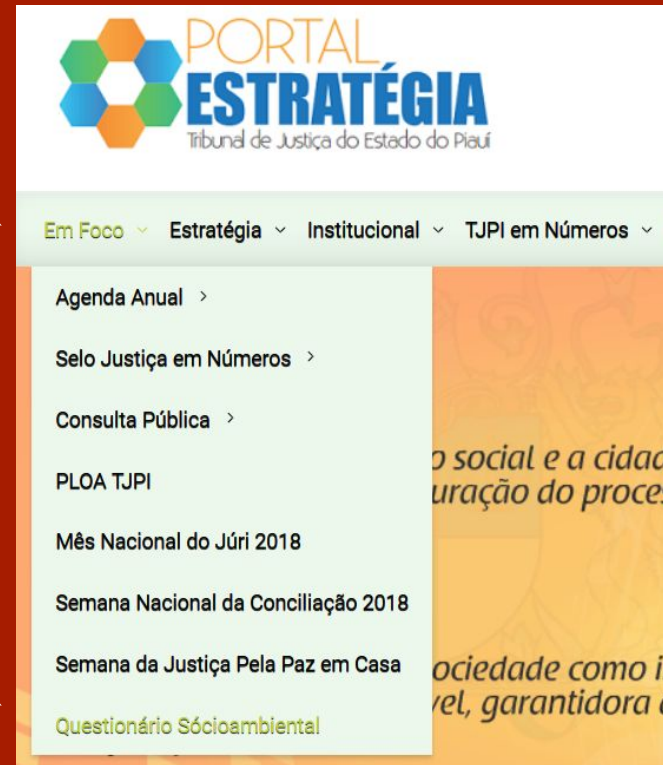 PORTAL
ESTRATÉGIA
Tribunal de Justiça do Estado do Piauí
Em Foco Estratégia Institucional TJPI em Números
Agenda Anual
Selo Justiça em Números
Consulta Pública
PLOA TJPI
Mês Nacional do Júri 2018
Semana Nacional da Conciliação 2018
Semana da Justiça Pela Paz em Casa
Questionário Sócioambiental
o social e a cidad
uração do proces
ociedade como i
vel, garantidora